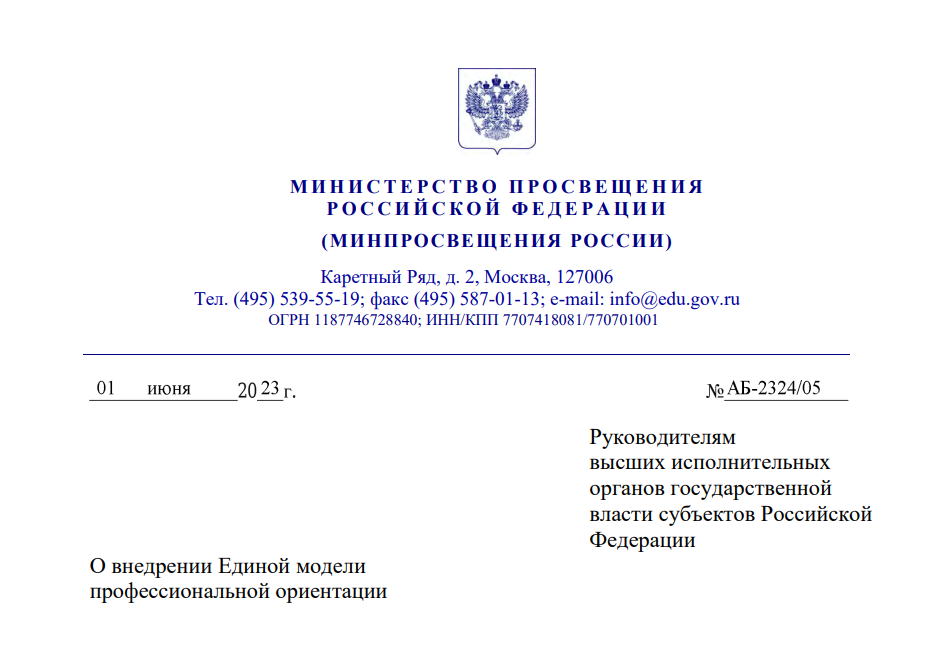 МИНИСТЕРСТВО ПРОСВЕЩЕНИЯ
РОССИЙСКОЙ ФЕДЕРАЦИИ
(МИНПРОСВЕЩЕНИЯ РОССИИ)
Каретный Ряд, д. 2, Москва, 127006
Тел. (495) 539-55-19; факс (495) 587-01-13; e-mail: info@edu.gov.ru
ОГРН 1187746728840; ИНН/КПП 7707418081/770701001
01 июня 2023 г.
№ АБ-2324/05
Руководителям
высших исполнительных
органов государственной
власти субъектов Российской
Федерации
О внедрении Единой модели
профессиональной ориентации